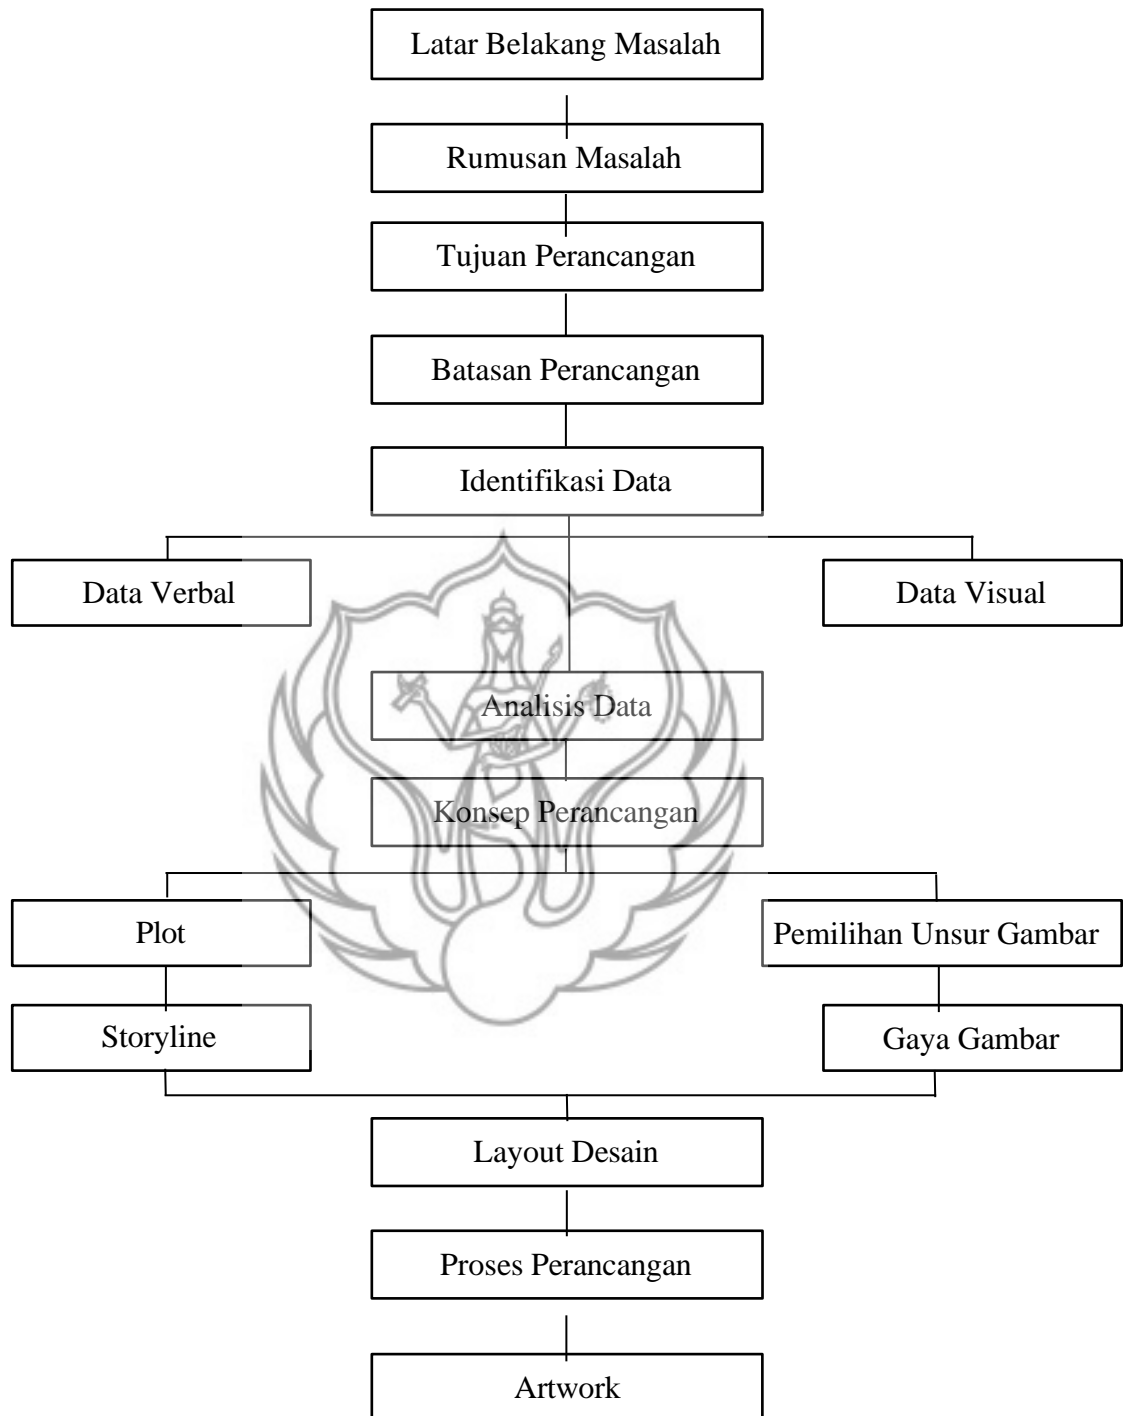 Latar Belakang Masalah
Rumusan Masalah
Tujuan Perancangan
Batasan Perancangan
Identifikasi Data
Data Verbal
Data Visual
Analisis Data
Konsep Perancangan
Plot
Pemilihan Unsur Gambar
Storyline
Gaya Gambar
Layout Desain
Proses Perancangan
Artwork